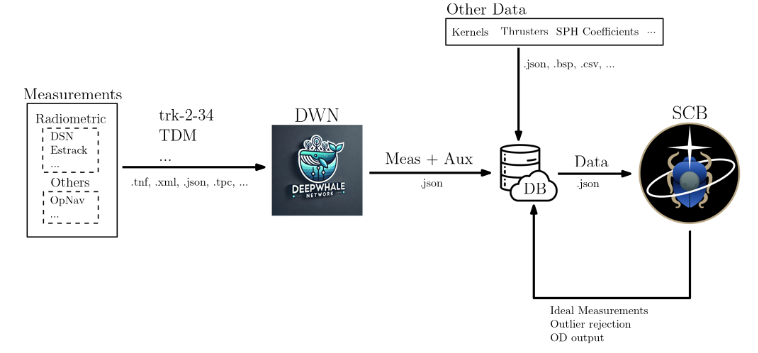 Other Data
Kernels Thrusters SPH Coefficients ...
.json, .bsp, .csv, ...
Measurements
Radiometric
DSN
Estrack
...
Others
OpNav
...
trk-2-34
TDM
...
.tnf, .xml, .json, .tpc, ...
DWN
DEEPWHALE
NETWORK
Meas + Aux
.json
DB
Data
.json
SCB
Ideal Measurements
Outlier rejection
OD output